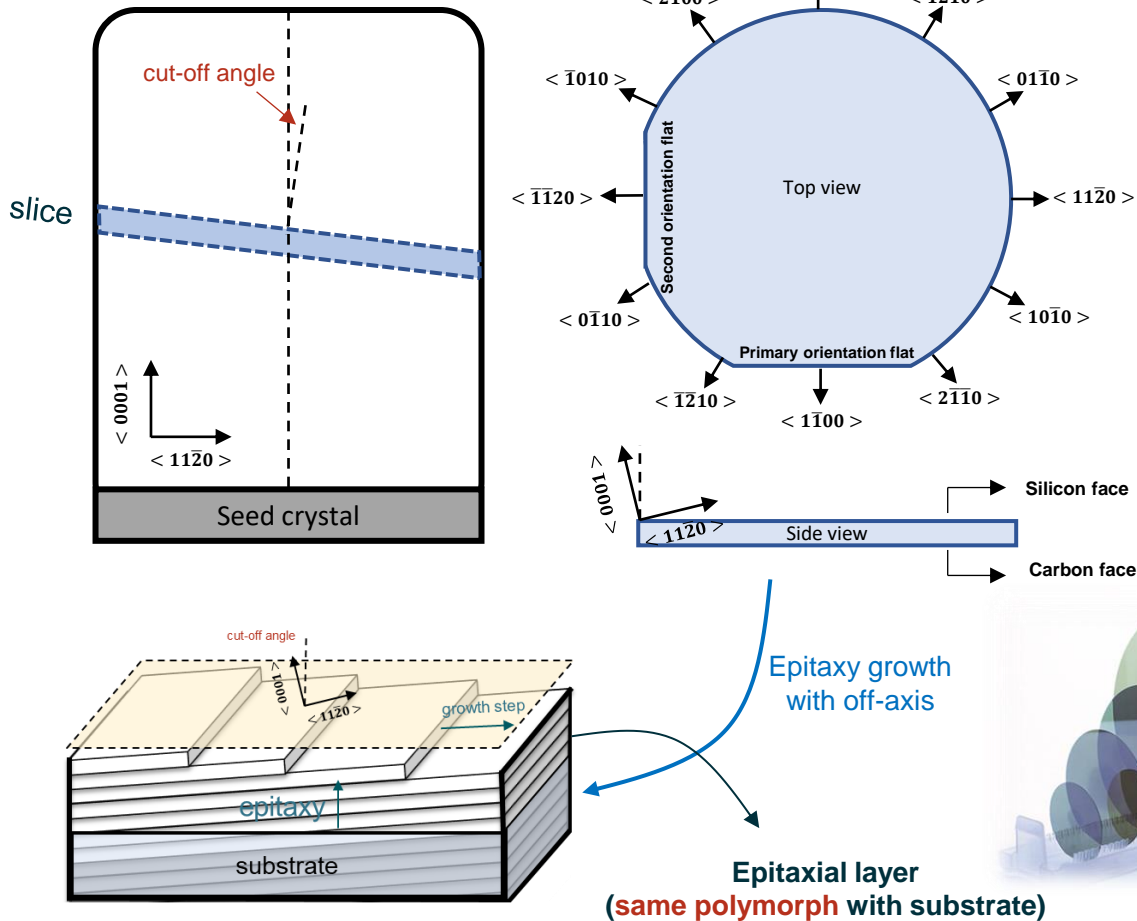 cut-off angle
slice
< 0001 >
< 112̅0 >
Seed crystal
< 1̅010 >
< 011̅0 >
< 1̅1̅20 >
Second orientation flat
Top view
< 112̅0 >
< 01̅10 >
< 101̅0 >
Primary orientation flat
< 1̅2̅10 >
< 21̅1̅0 >
< 11̅00 >
< 0001 >
< 112̅0 >
Side view
Silicon face
Carbon face
cut-off angle
< 0001 >
< 112̅0 >
growth step
epitaxy
substrate
Epitaxy growth
with off-axis
Epitaxial layer
(same polymorph with substrate)